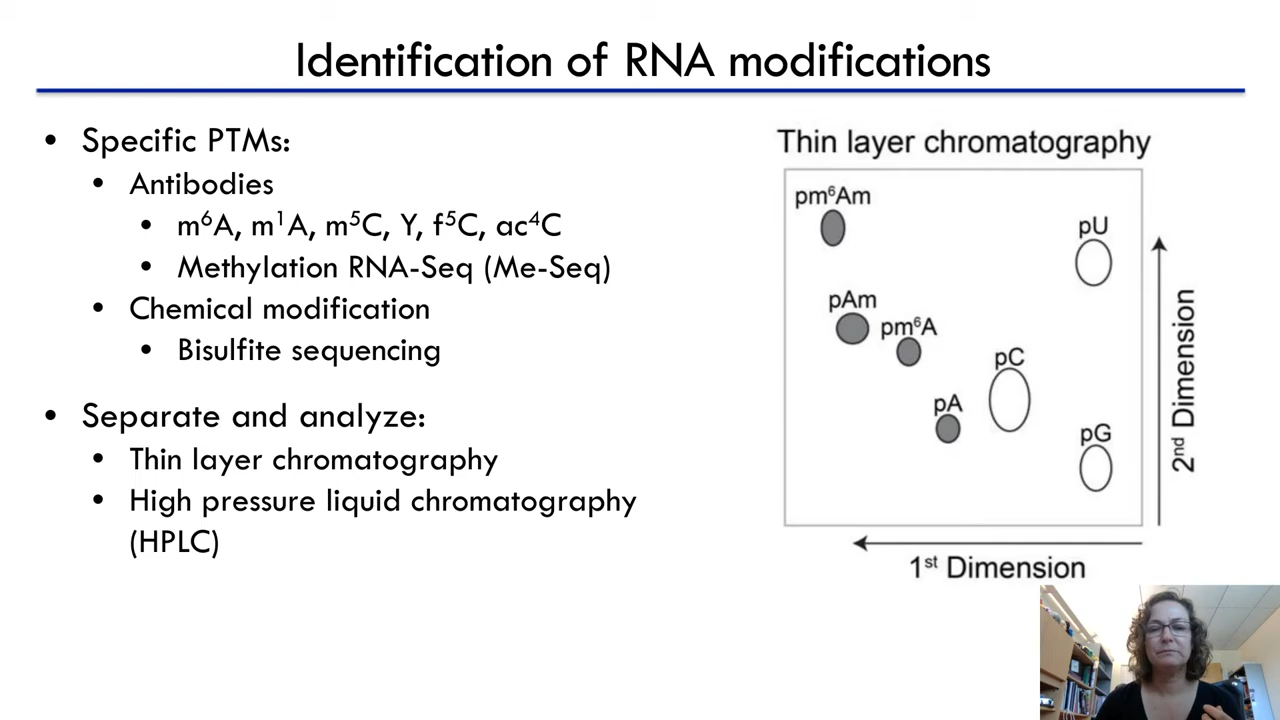 Identification of RNA modifications
• Specific PTMs:
• Antibodies
• m⁶A, m¹A, m⁵C, Y, f⁵C, ac⁴C
• Methylation RNA-Seq (Me-Seq)
• Chemical modification
• Bisulfite sequencing
• Separate and analyze:
• Thin layer chromatography
• High pressure liquid chromatography
(HPLC)
Thin layer chromatography
pm⁶Am
pU
pAm
pm⁶A
pC
pA
pG
2ⁿᵈ Dimension
1ˢᵗ Dimension